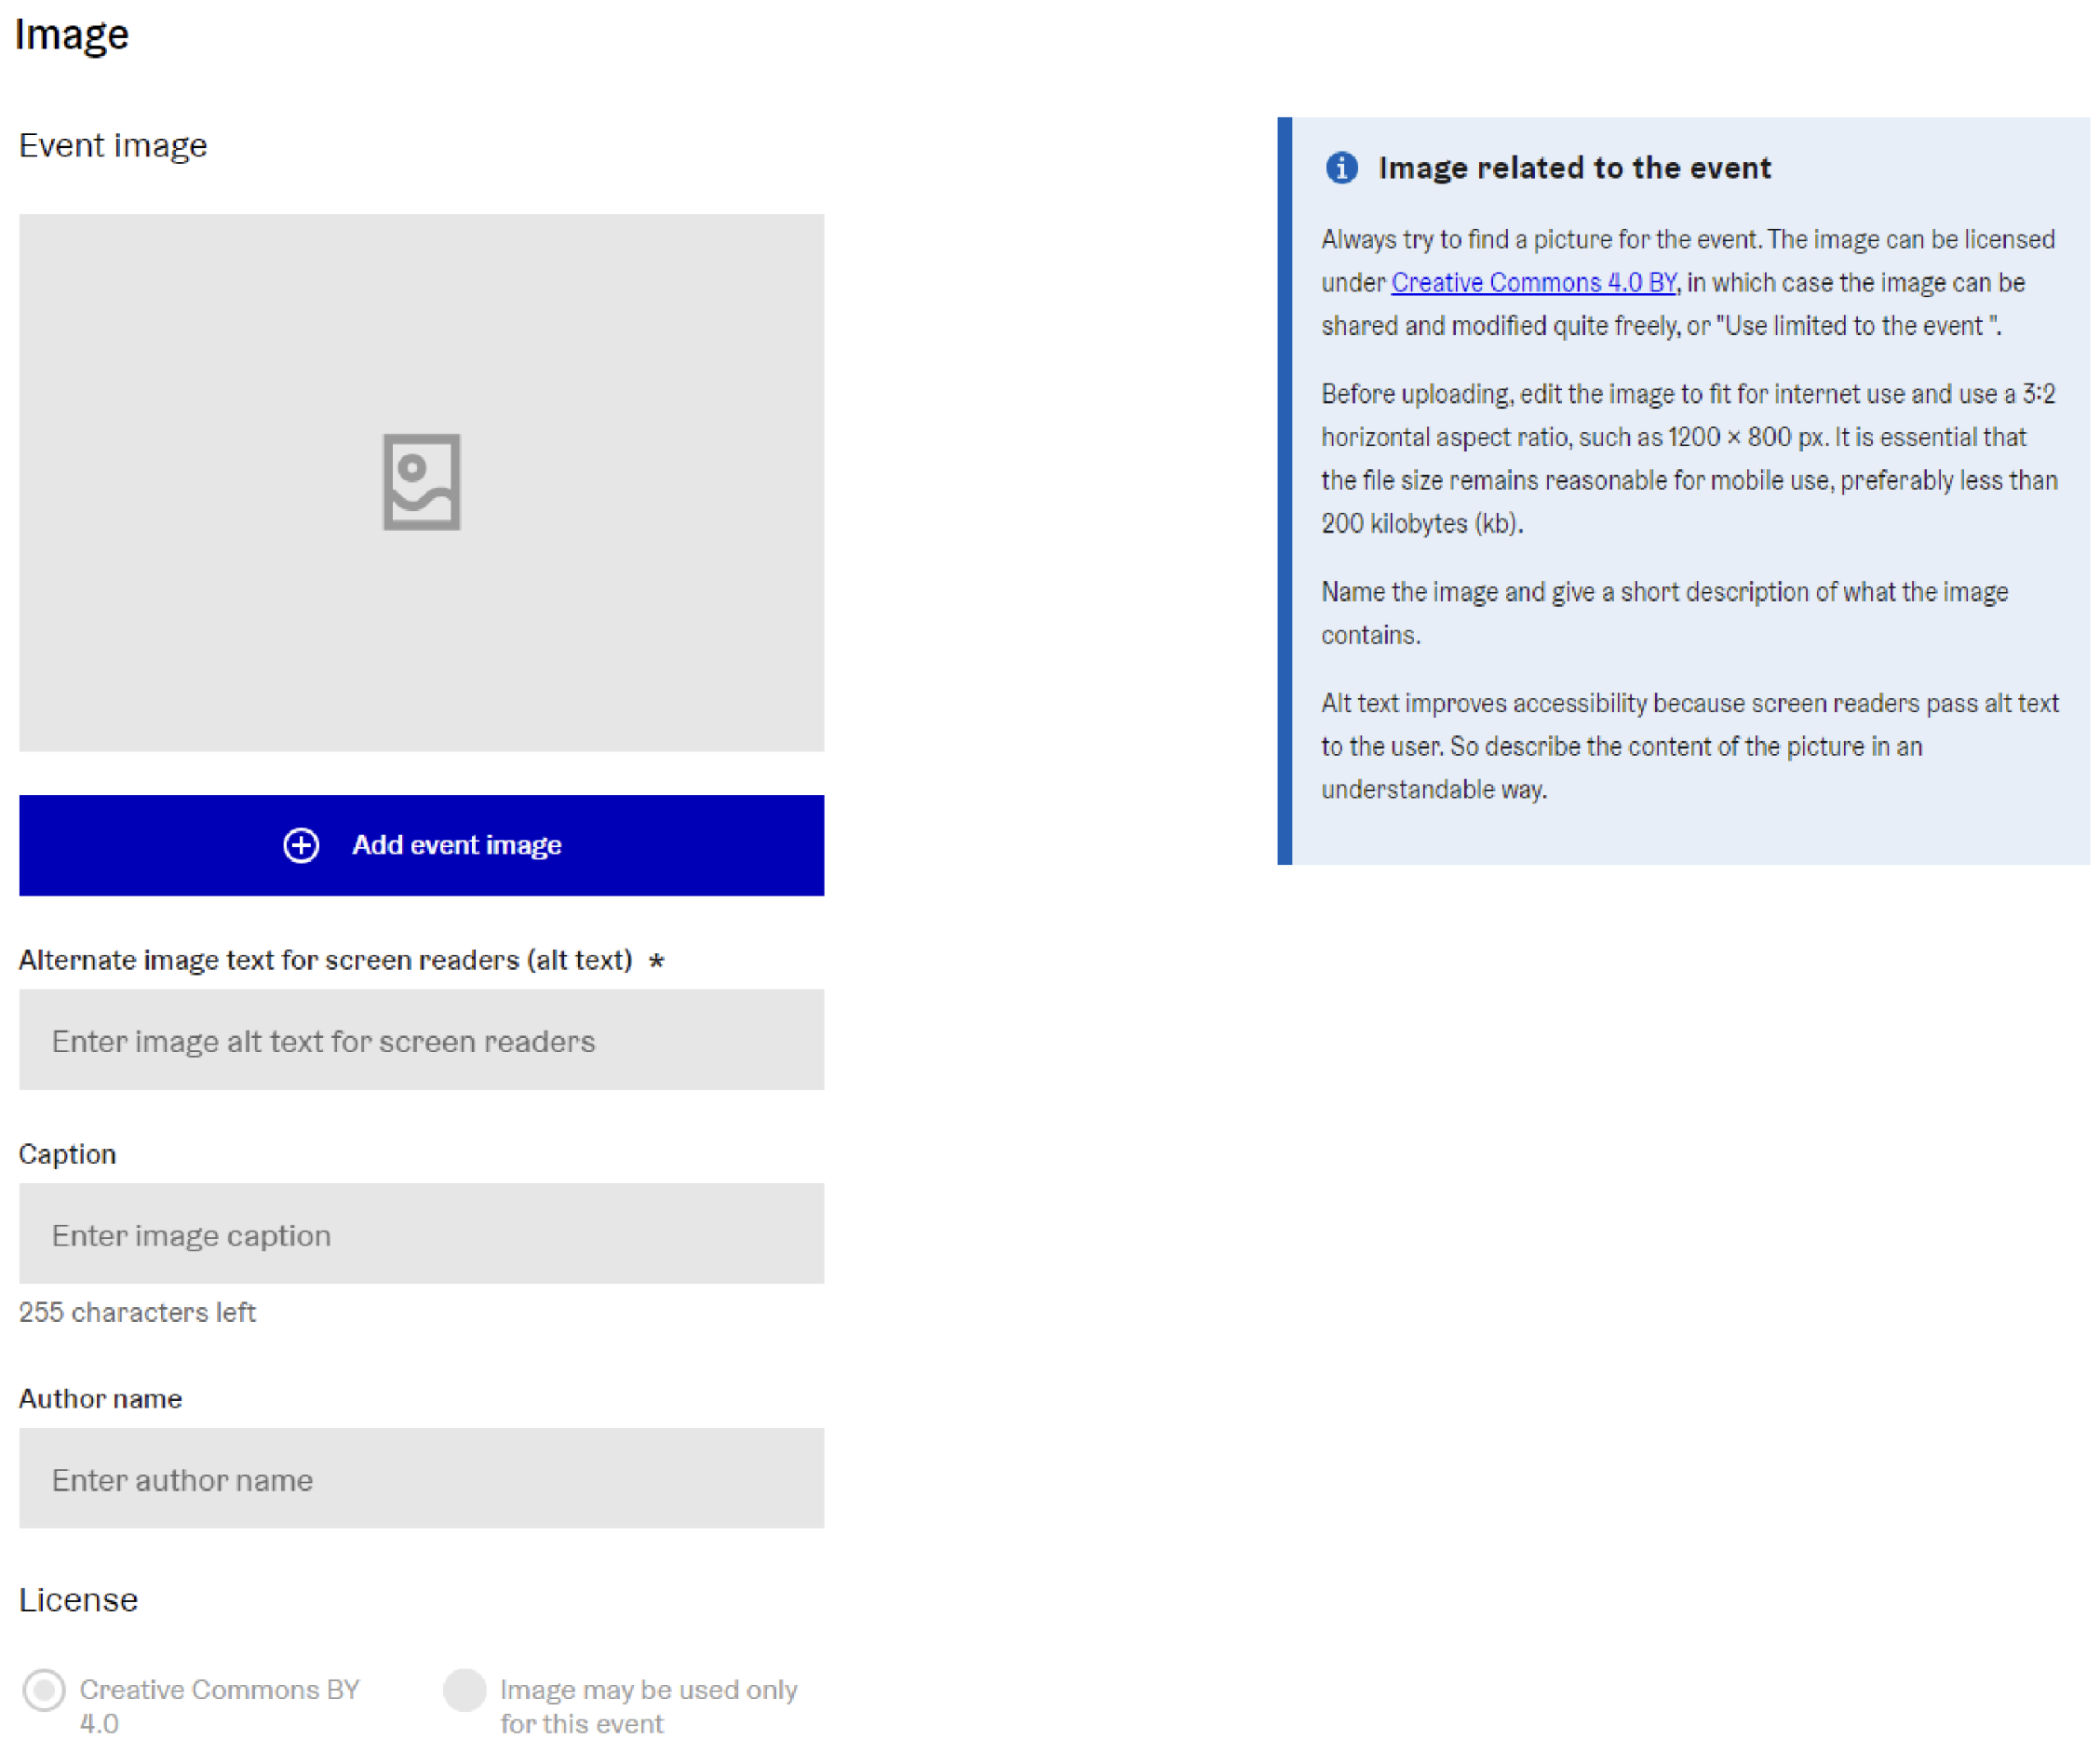 Image
Event image
Add event image
Alternate image text for screen readers (alt text) *
Enter image alt text for screen readers
Caption
Enter image caption
255 characters left
Author name
Enter author name
License
Creative Commons BY
4.0
Image may be used only
for this event
Image related to the event
Always try to find a picture for the event. The image can be licensed
under Creative Commons 4.0 BY, in which case the image can be
shared and modified quite freely, or "Use limited to the event ".
Before uploading, edit the image to fit for internet use and use a 3:2
horizontal aspect ratio, such as 1200 × 800 px. It is essential that
the file size remains reasonable for mobile use, preferably less than
200 kilobytes (kb).
Name the image and give a short description of what the image
contains.
Alt text improves accessibility because screen readers pass alt text
to the user. So describe the content of the picture in an
understandable way.